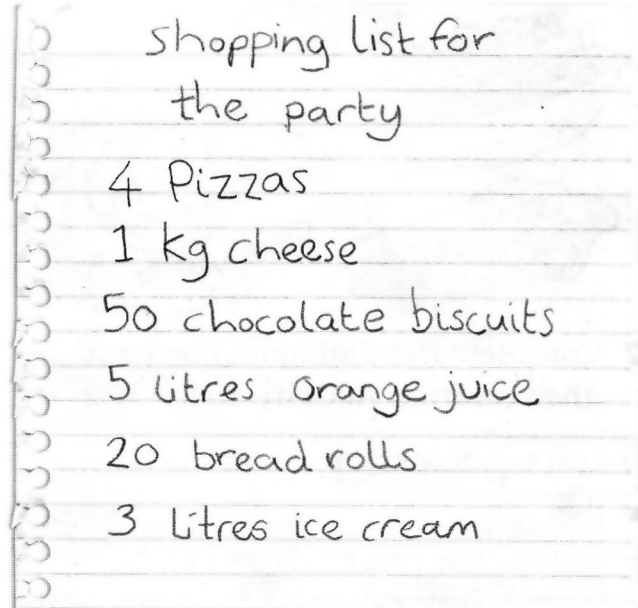 shopping list for
the party
4 Pizzas
1 kg cheese
50 chocolate biscuits
5 litres orange juice
20 bread rolls
3 Litres ice cream